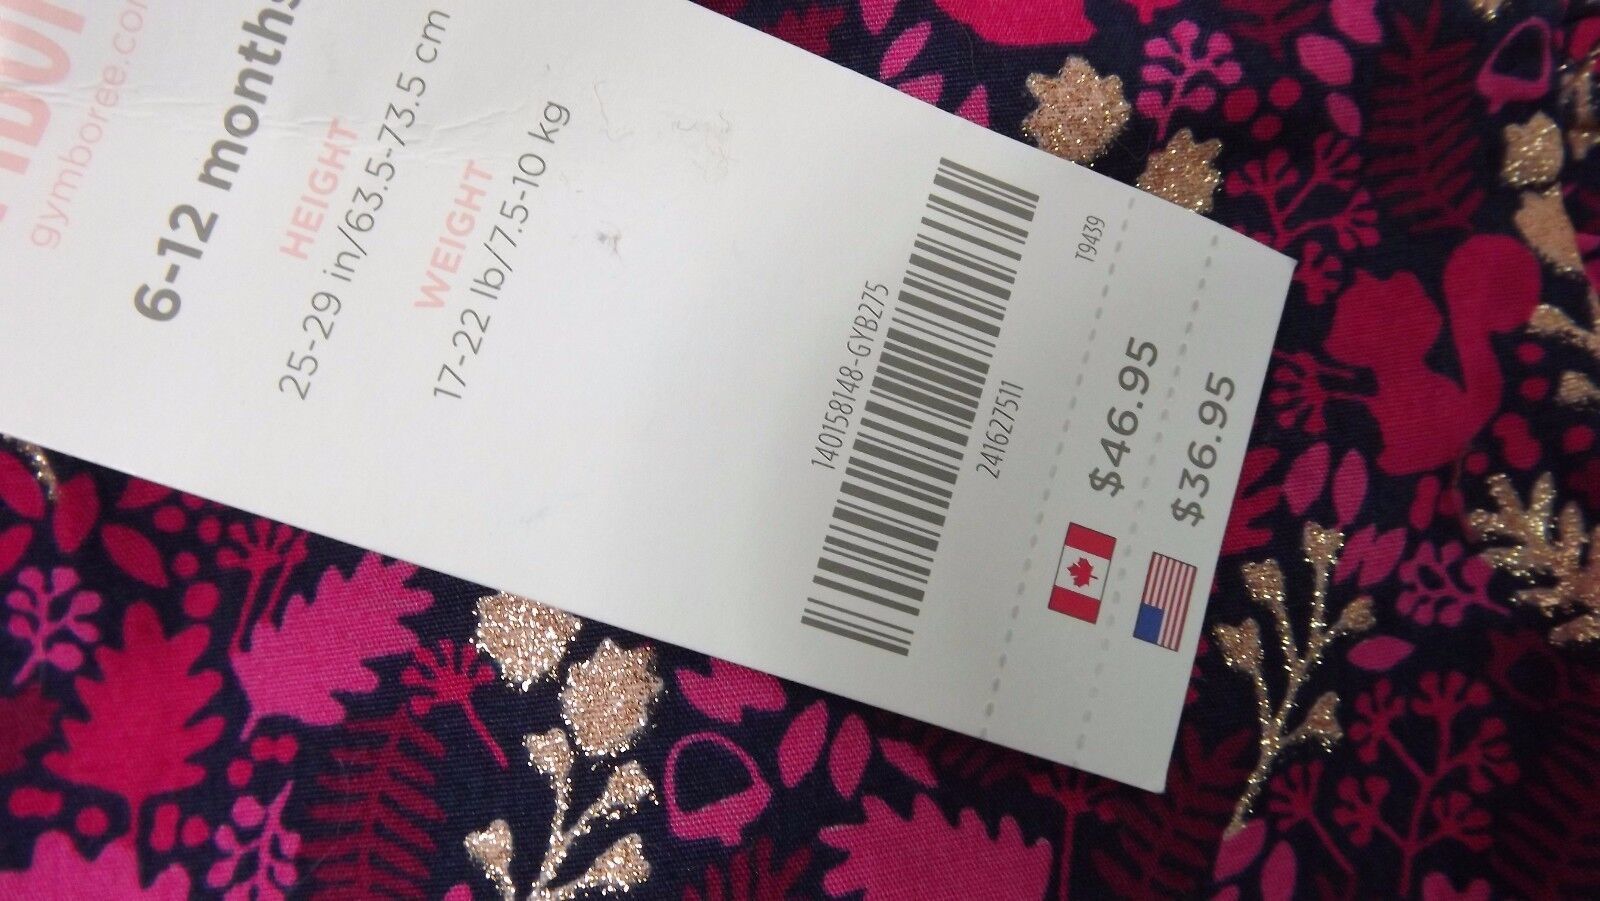 gymboree.com
6-12 months
HEIGHT
25-29 in/63.5-73.5 cm
WEIGHT
17-22 lb/7.5-10 kg
140158148-GYB275
241627511
T9439
$46.95
$36.95